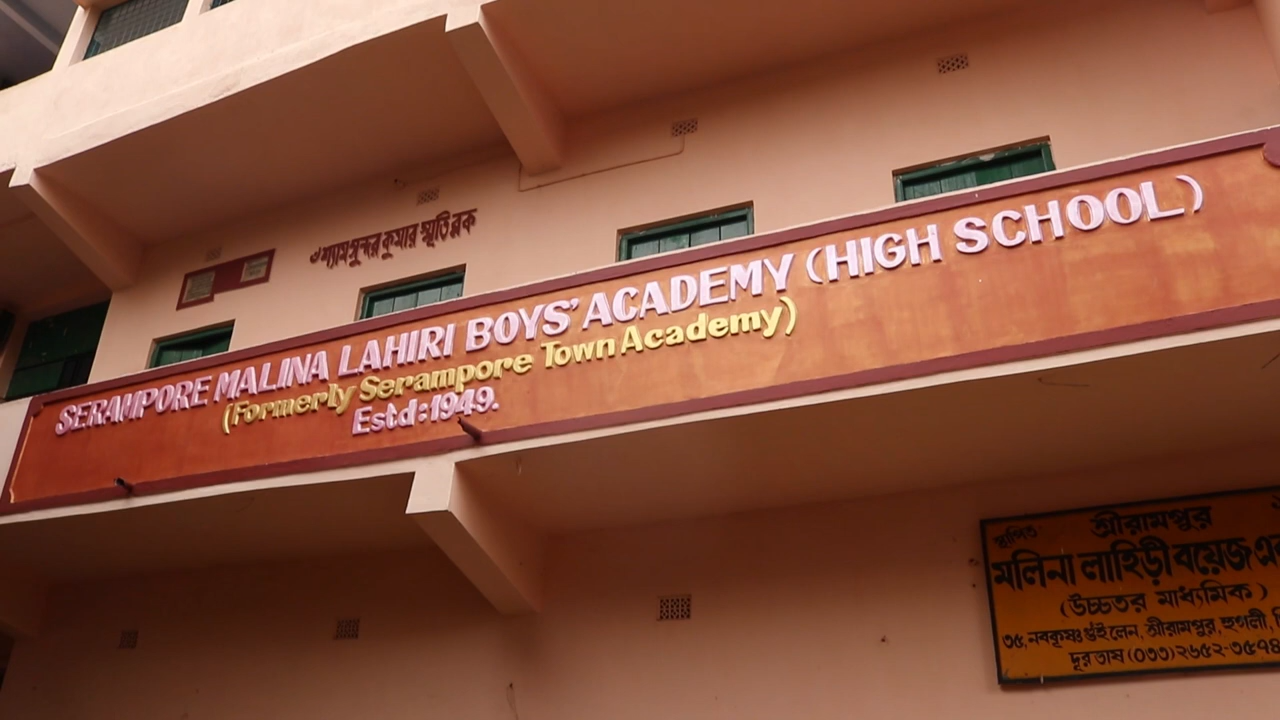 ৺শ্যামসুন্দর কুমার স্মৃতি ব্লক
SERAMPORE MALINA LAHIRI BOYS' ACADEMY (HIGH SCHOOL)
(Formerly Serampore Town Academy)
Estd:1949.
স্থাপিত
শ্রীরামপুর
মলিনা লাহিড়ী বয়েজ
(উচ্চতর মাধ্যমিক)
৩৫, নবকৃষ্ণ গুঁই লেন, শ্রীরামপুর, হুগলী,
দূরভাষ (০৩৩) ২৬৫২-৩৫৭৪